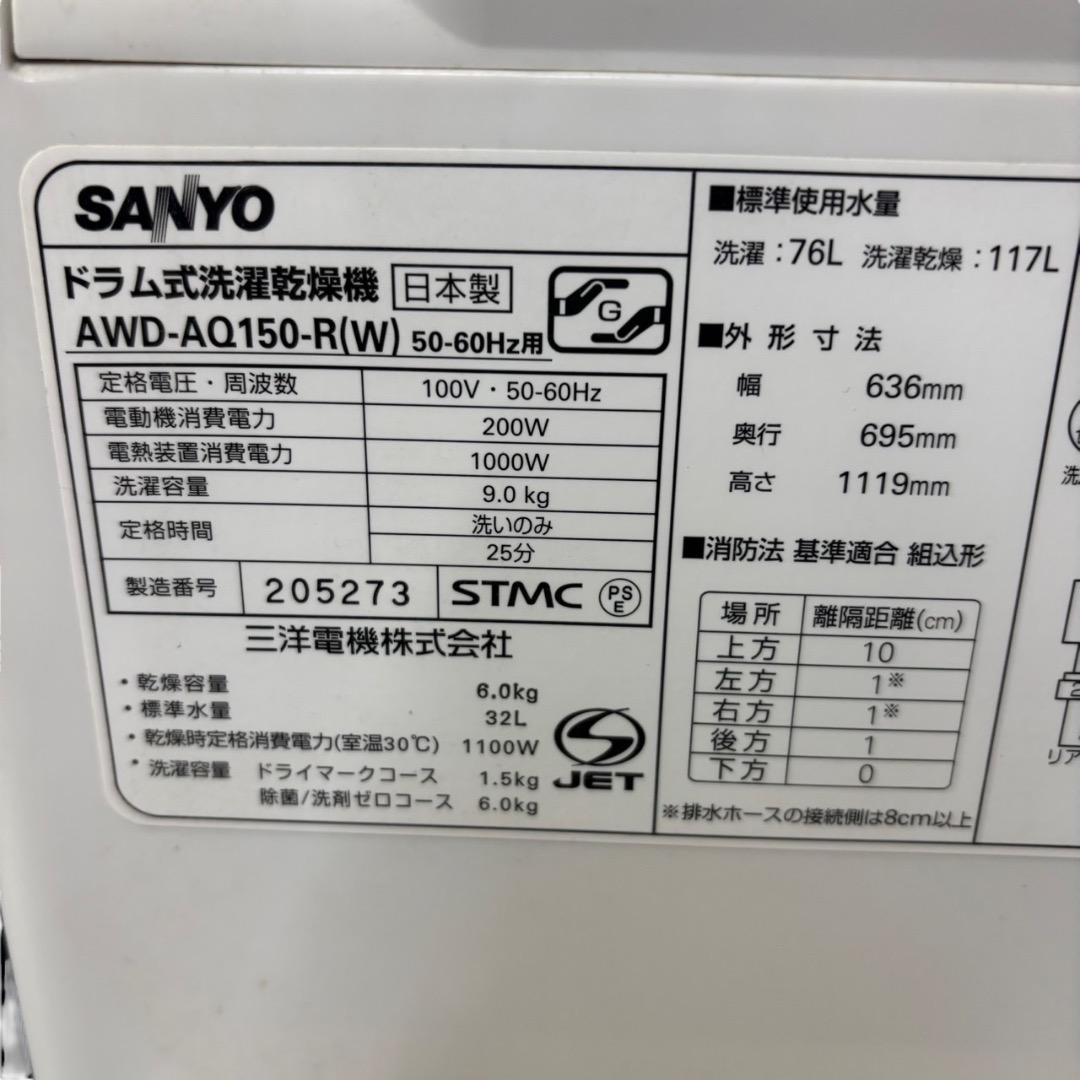 SANYO
ドラム式洗濯乾燥機 日本製
G
AWD-AQ150-R(W) 50-60Hz用
定格電圧・周波数 100V・50-60Hz
電動機消費電力 200W
電熱装置消費電力 1000W
洗濯容量 9.0 kg
定格時間 洗いのみ
25分
製造番号 205273 STMC PS
E
三洋電機株式会社
・乾燥容量 6.0kg
・標準水量 32L
・乾燥時定格消費電力(室温30℃) 1100W
・洗濯容量 ドライマークコース 1.5kg
除菌/洗剤ゼロコース 6.0kg
JET
■標準使用水量
洗濯：76L 洗濯乾燥：117L
■外形寸法
幅 636mm
奥行 695mm
高さ 1119mm
■消防法 基準適合 組込形
場所 離隔距離(cm)
上方 10
左方 1※
右方 1※
後方 1
下方 0
※排水ホースの接続側は8cm以上
洗
リア